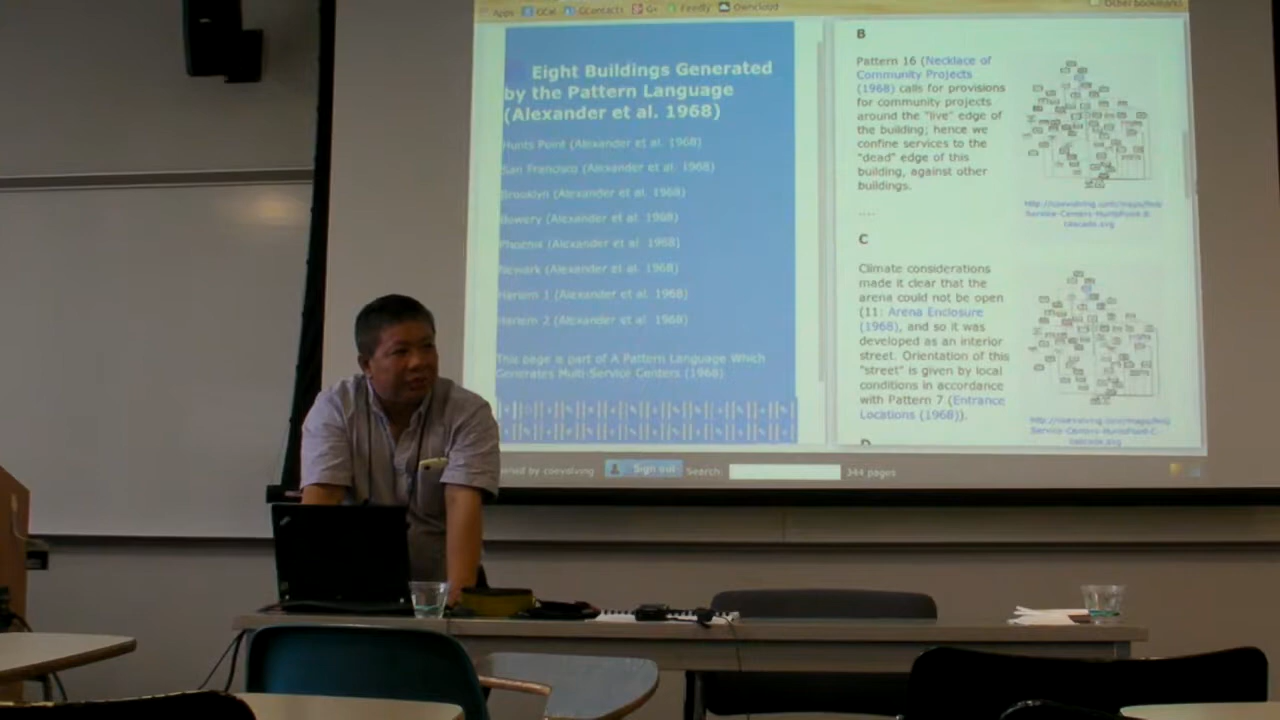 Apps GCal GContacts G+ Feedly Owncloud
Other bookmarks
Eight Buildings Generated
by the Pattern Language
(Alexander et al. 1968)
Hunts Point (Alexander et al. 1968)
San Francisco (Alexander et al. 1968)
Brooklyn (Alexander et al. 1968)
Bowery (Alexander et al. 1968)
Phoenix (Alexander et al. 1968)
Newark (Alexander et al. 1968)
Harlem 1 (Alexander et al. 1968)
Harlem 2 (Alexander et al. 1968)
This page is part of A Pattern Language Which
Generates Multi-Service Centers (1968)
B
Pattern 16 (Necklace of
Community Projects
(1968) calls for provisions
for community projects
around the "live" edge of
the building; hence we
confine services to the
"dead" edge of this
building, against other
buildings.
....
C
Climate considerations
made it clear that the
arena could not be open
(11: Arena Enclosure
(1968), and so it was
developed as an interior
street. Orientation of this
"street" is given by local
conditions in accordance
with Pattern 7 (Entrance
Locations (1968)).
D
by coevolving
Sign out
Search:
344 pages